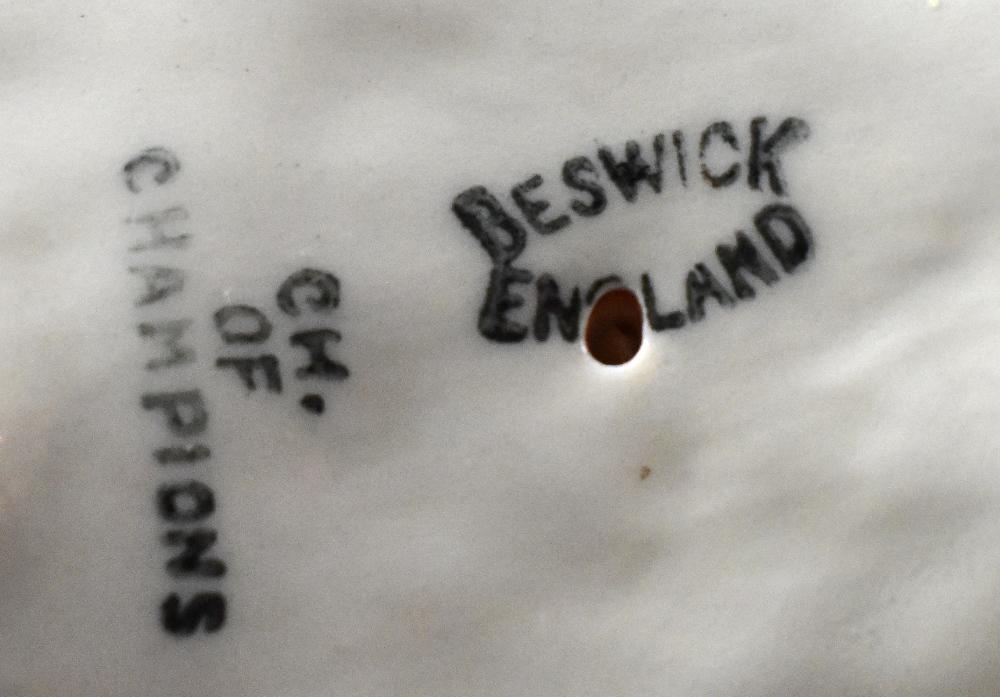 BESWICK
ENGLAND
CH.
OF
CHAMPIONS